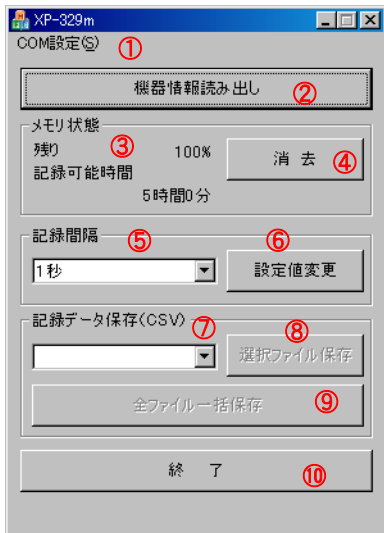 XP-329m
COM設定(S) ①
機器情報読み出し ②
メモリ状態
残り ③ 100%
消 去 ④
記録可能時間
5時間0分
記録間隔 ⑤ ⑥
1秒 設定値変更
記録データ保存(CSV) ⑦ ⑧
選択ファイル保存
全ファイル一括保存 ⑨
終 了 ⑩